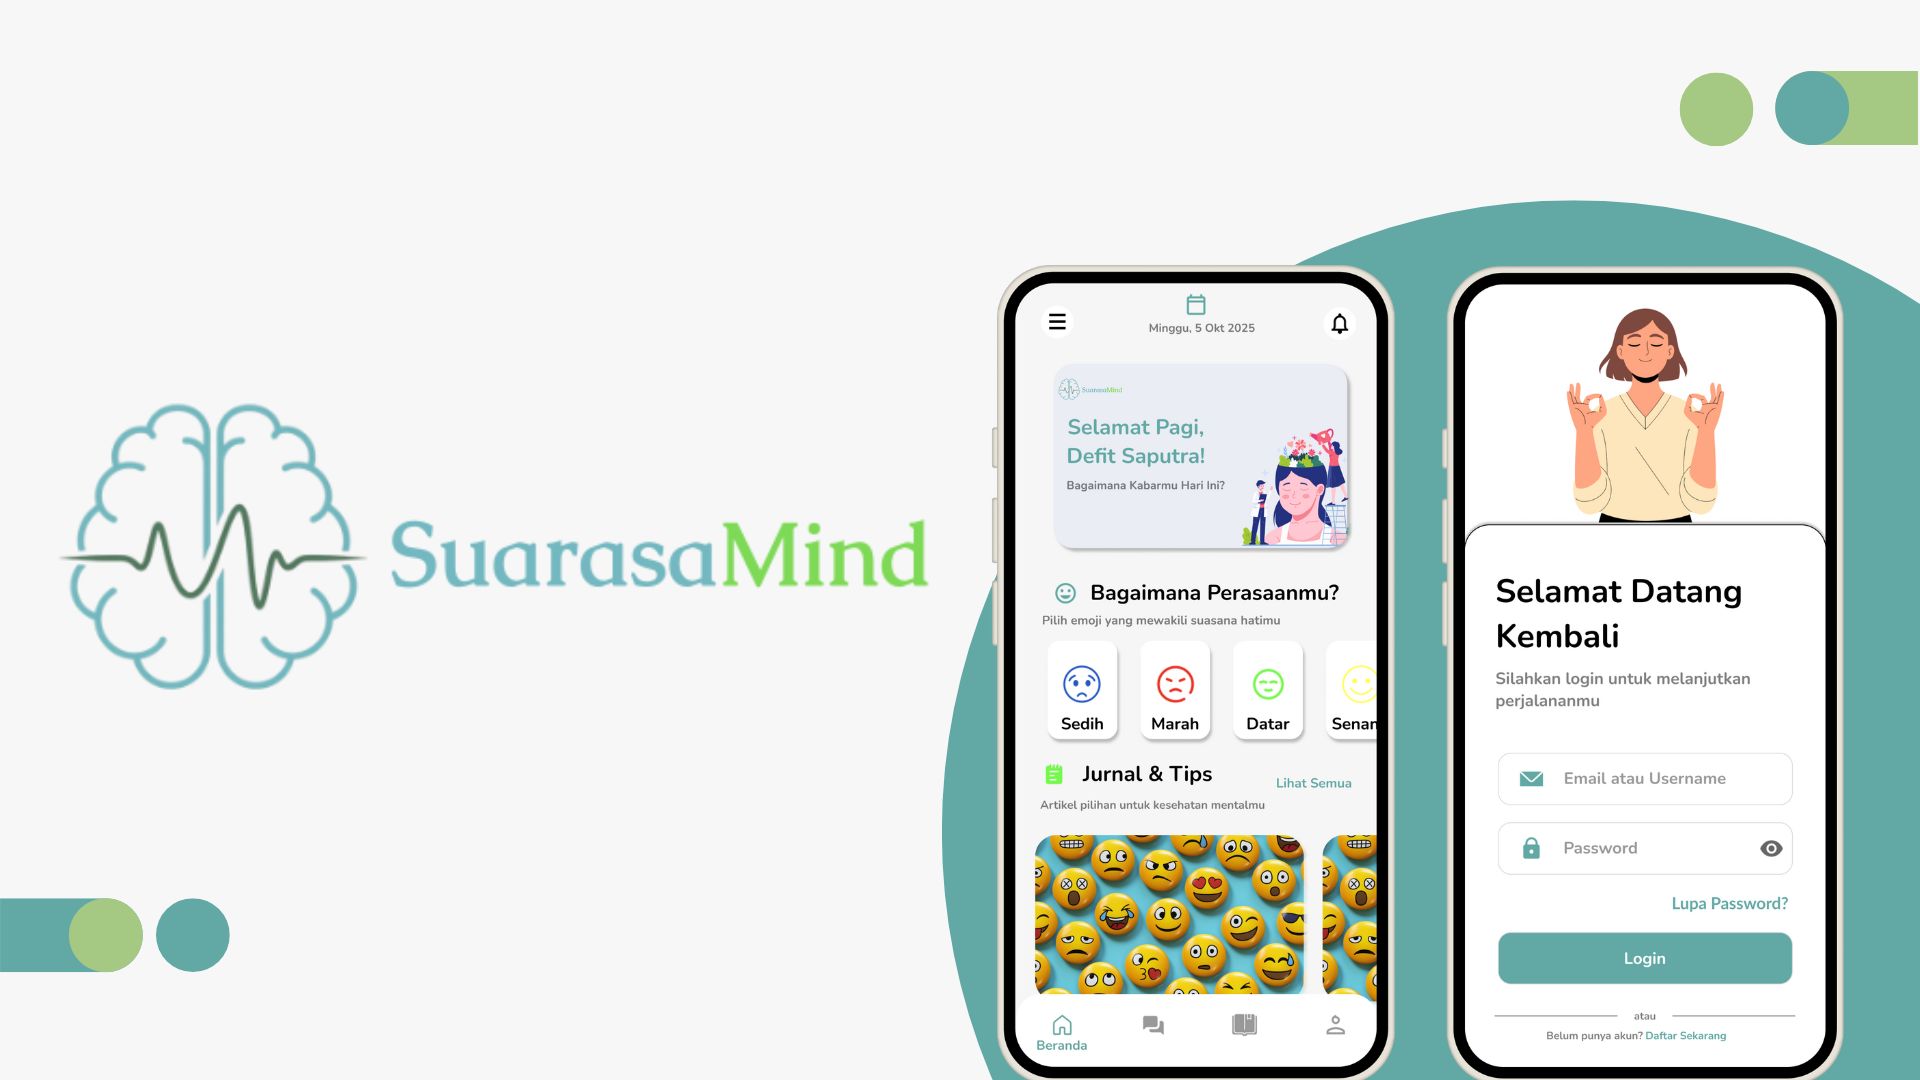 SuarasaMind
Minggu, 5 Okt 2025
SuarasaMind
Selamat Pagi,
Defit Saputra!
Bagaimana Kabarmu Hari Ini?
Bagaimana Perasaanmu?
Pilih emoji yang mewakili suasana hatimu
Sedih Marah Datar Senan
Jurnal & Tips
Lihat Semua
Artikel pilihan untuk kesehatan mentalmu
Beranda
Selamat Datang
Kembali
Silahkan login untuk melanjutkan
perjalananmu
Email atau Username
Password
Lupa Password?
Login
atau
Belum punya akun? Daftar Sekarang